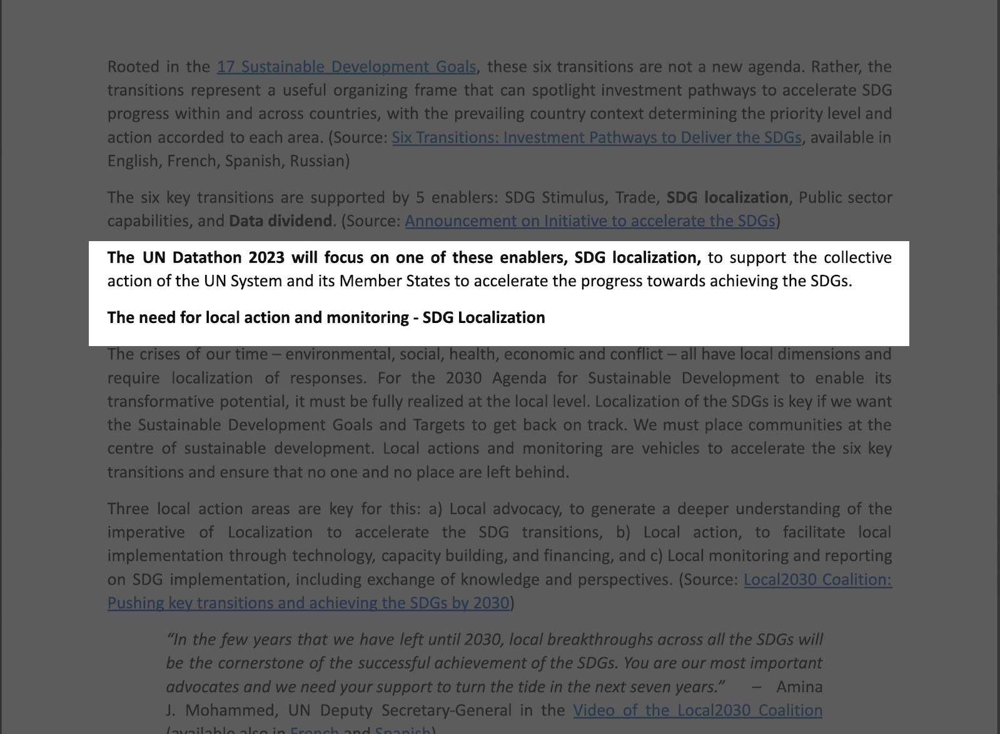 Rooted in the 17 Sustainable Development Goals, these six transitions are not a new agenda. Rather, the
transitions represent a useful organizing frame that can spotlight investment pathways to accelerate SDG
progress within and across countries, with the prevailing country context determining the priority level and
action accorded to each area. (Source: Six Transitions: Investment Pathways to Deliver the SDGs, available in
English, French, Spanish, Russian)
The six key transitions are supported by 5 enablers: SDG Stimulus, Trade, SDG localization, Public sector
capabilities, and Data dividend. (Source: Announcement on Initiative to accelerate the SDGs)
The UN Datathon 2023 will focus on one of these enablers, SDG localization, to support the collective
action of the UN System and its Member States to accelerate the progress towards achieving the SDGs.
The need for local action and monitoring - SDG Localization
The crises of our time – environmental, social, health, economic and conflict – all have local dimensions and
require localization of responses. For the 2030 Agenda for Sustainable Development to enable its
transformative potential, it must be fully realized at the local level. Localization of the SDGs is key if we want
the Sustainable Development Goals and Targets to get back on track. We must place communities at the
centre of sustainable development. Local actions and monitoring are vehicles to accelerate the six key
transitions and ensure that no one and no place are left behind.
Three local action areas are key for this: a) Local advocacy, to generate a deeper understanding of the
imperative of Localization to accelerate the SDG transitions, b) Local action, to facilitate local
implementation through technology, capacity building, and financing, and c) Local monitoring and reporting
on SDG implementation, including exchange of knowledge and perspectives. (Source: Local2030 Coalition:
Pushing key transitions and achieving the SDGs by 2030)
“In the few years that we have left until 2030, local breakthroughs across all the SDGs will
be the cornerstone of the successful achievement of the SDGs. You are our most important
advocates and we need your support to turn the tide in the next seven years.” – Amina
J. Mohammed, UN Deputy Secretary-General in the Video of the Local2030 Coalition
(available also in French and Spanish)